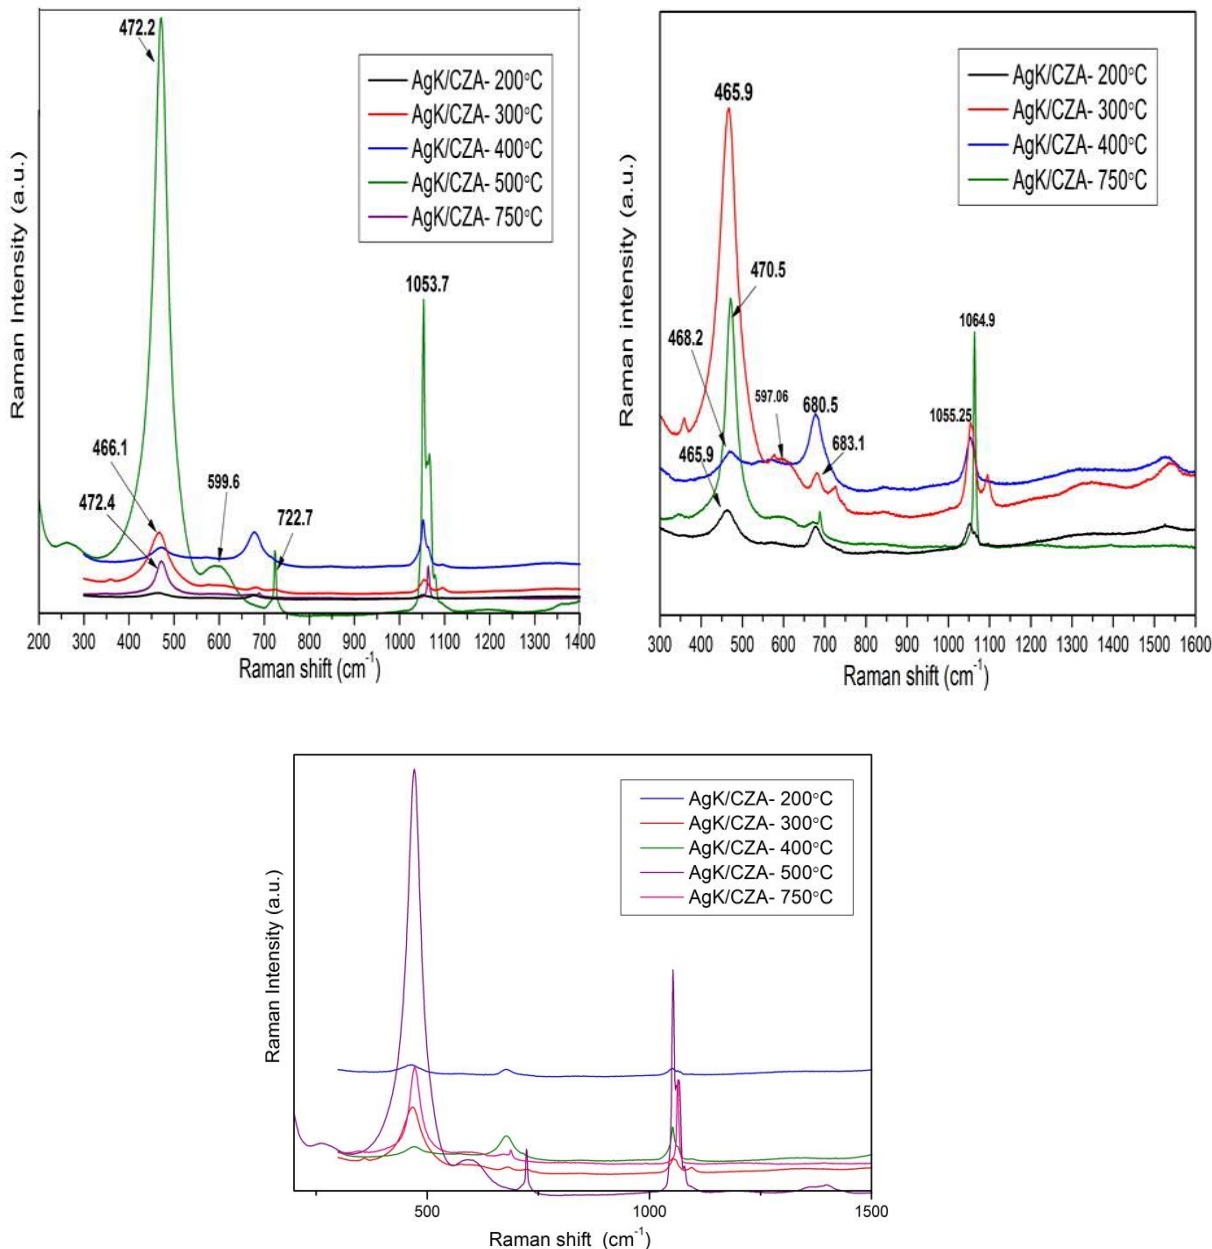 472.2
AgK/CZA- 200°C
AgK/CZA- 300°C
AgK/CZA- 400°C
AgK/CZA- 500°C
AgK/CZA- 750°C
1053.7
466.1
472.4
599.6
722.7
Raman Intensity (a.u.)
200 300 400 500 600 700 800 900 1000 1100 1200 1300 1400
Raman shift (cm-1)
AgK/CZA- 200°C
AgK/CZA- 300°C
AgK/CZA- 400°C
AgK/CZA- 750°C
465.9
470.5
468.2
1064.9
597.06
680.5
1055.25
683.1
465.9
Raman intensity (a.u.)
300 400 500 600 700 800 900 1000 1100 1200 1300 1400 1500 1600
Raman shift (cm-1)
AgK/CZA- 200°C
AgK/CZA- 300°C
AgK/CZA- 400°C
AgK/CZA- 500°C
AgK/CZA- 750°C
Raman Intensity (a.u.)
500 1000 1500
Raman shift (cm-1)